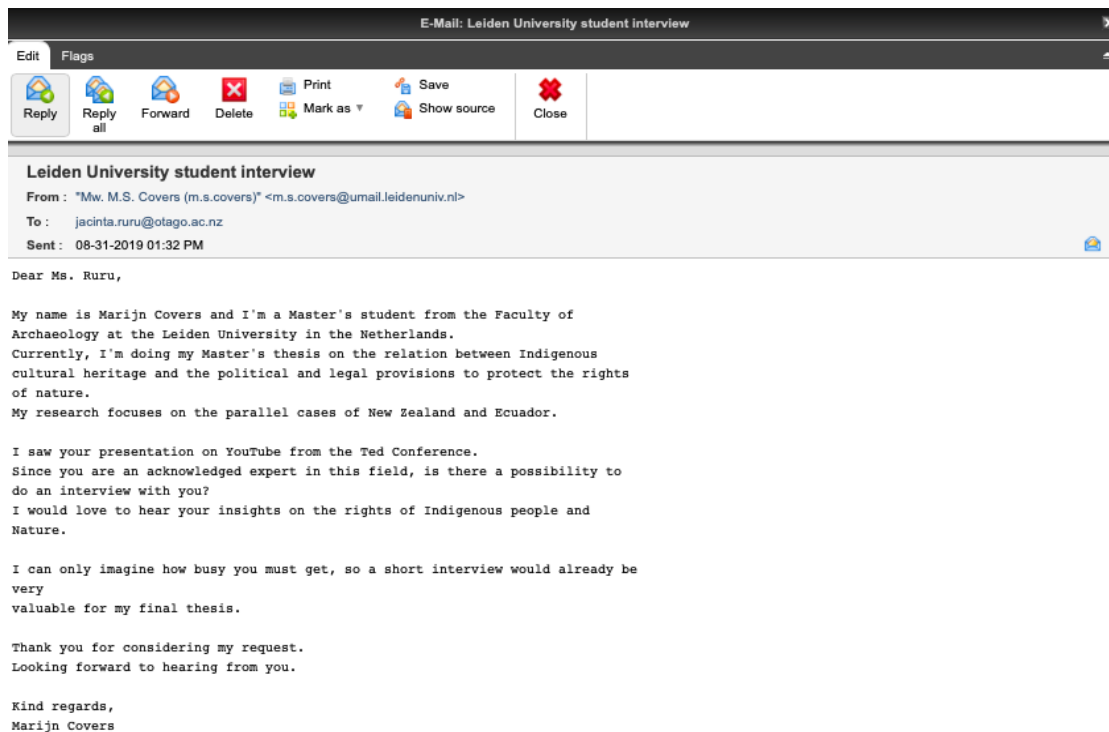 E-Mail: Leiden University student interview
Edit Flags
Reply
Reply all
Forward
Delete
Print
Mark as
Save
Show source
Close
Leiden University student interview
From : "Mw. M.S. Covers (m.s.covers)" <m.s.covers@umail.leidenuniv.nl>
To : jacinta.ruru@otago.ac.nz
Sent : 08-31-2019 01:32 PM
Dear Ms. Ruru,
My name is Marijn Covers and I'm a Master's student from the Faculty of
Archaeology at the Leiden University in the Netherlands.
Currently, I'm doing my Master's thesis on the relation between Indigenous
cultural heritage and the political and legal provisions to protect the rights
of nature.
My research focuses on the parallel cases of New Zealand and Ecuador.
I saw your presentation on YouTube from the Ted Conference.
Since you are an acknowledged expert in this field, is there a possibility to
do an interview with you?
I would love to hear your insights on the rights of Indigenous people and
Nature.
I can only imagine how busy you must get, so a short interview would already be
very
valuable for my final thesis.
Thank you for considering my request.
Looking forward to hearing from you.
Kind regards,
Marijn Covers